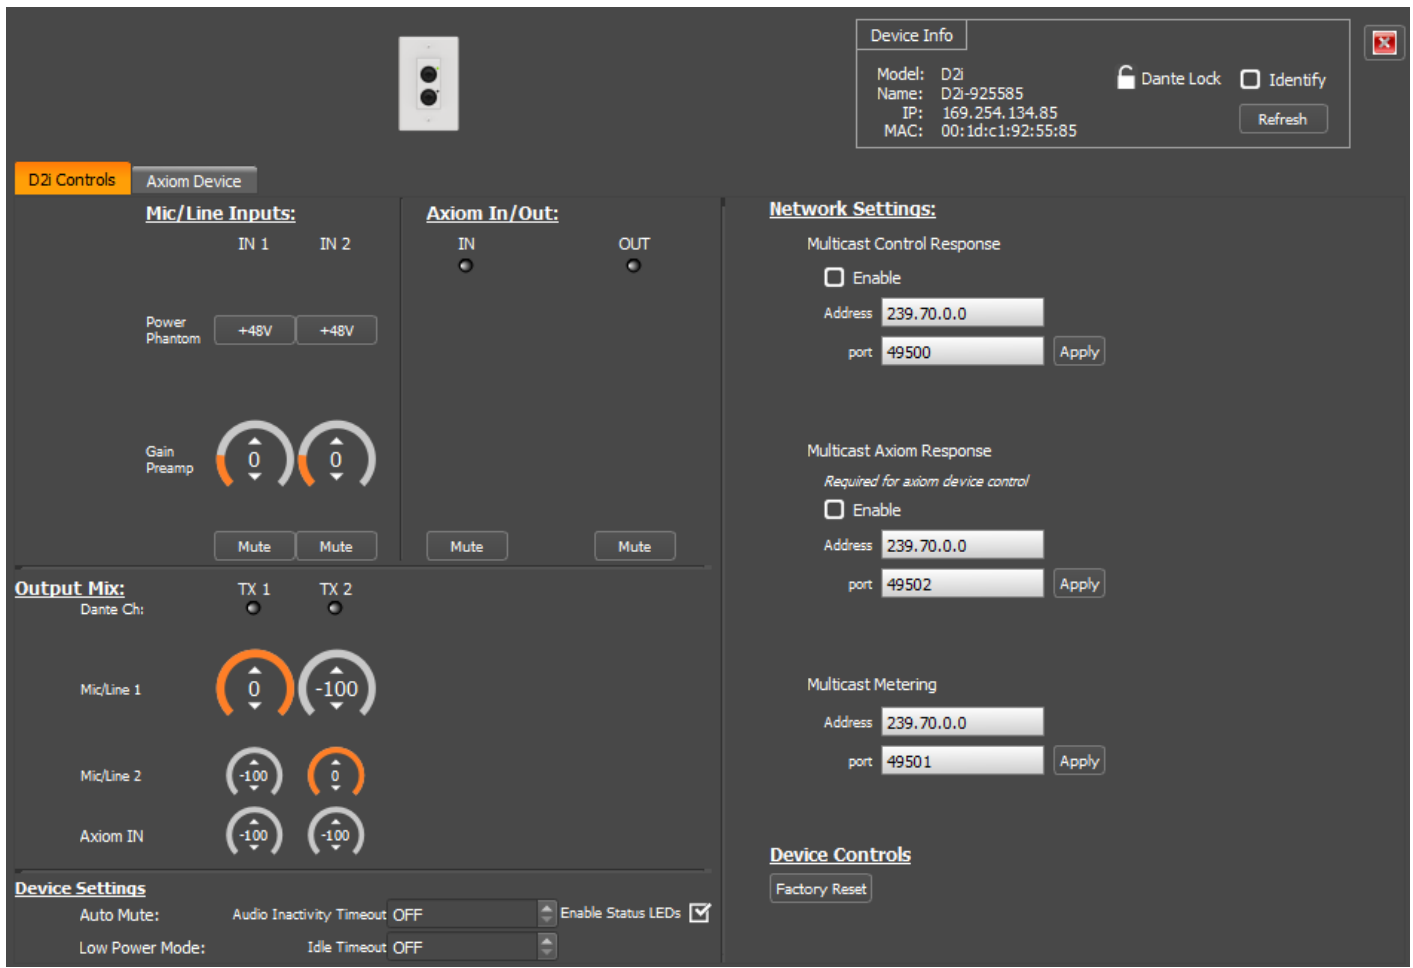 Device Info
Model: D2i
Name: D2i-925585
IP: 169.254.134.85
MAC: 00:1d:c1:92:55:85
Dante Lock
Identify
Refresh
D2i Controls
Axiom Device
Mic/Line Inputs:
IN 1
IN 2
Power
Phantom
+48V
+48V
Gain
Preamp
0
0
Mute
Mute
Axiom In/Out:
IN
OUT
Mute
Mute
Output Mix:
TX 1
TX 2
Dante Ch:
Mic/Line 1
0
-100
Mic/Line 2
-100
0
Axiom IN
-100
-100
Device Settings
Auto Mute:
Audio Inactivity Timeout OFF
Enable Status LEDs
Low Power Mode:
Idle Timeout OFF
Network Settings:
Multicast Control Response
Enable
Address 239.70.0.0
port 49500
Apply
Multicast Axiom Response
Required for axiom device control
Enable
Address 239.70.0.0
port 49502
Apply
Multicast Metering
Address 239.70.0.0
port 49501
Apply
Device Controls
Factory Reset